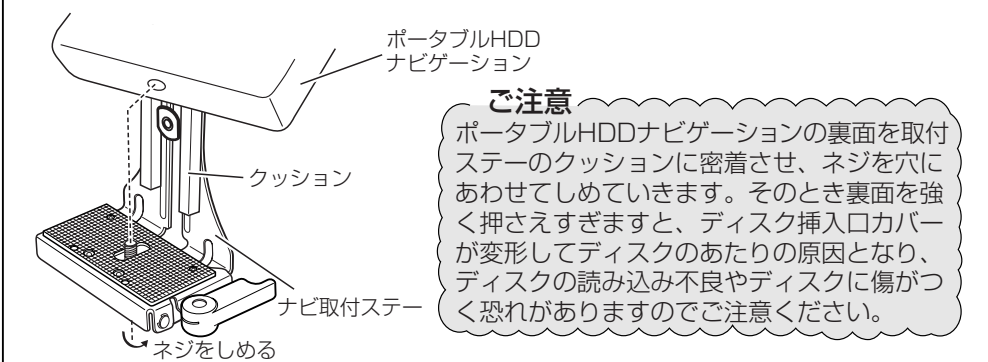 ポータブルHDD
ナビゲーション
クッション
ナビ取付ステー
ネジをしめる
ご注意
ポータブルHDDナビゲーションの裏面を取付
ステーのクッションに密着させ、ネジを穴に
あわせてしめていきます。そのとき裏面を強
く押さえすぎますと、ディスク挿入口カバー
が変形してディスクのあたりの原因となり、
ディスクの読み込み不良やディスクに傷がつ
く恐れがありますのでご注意ください。